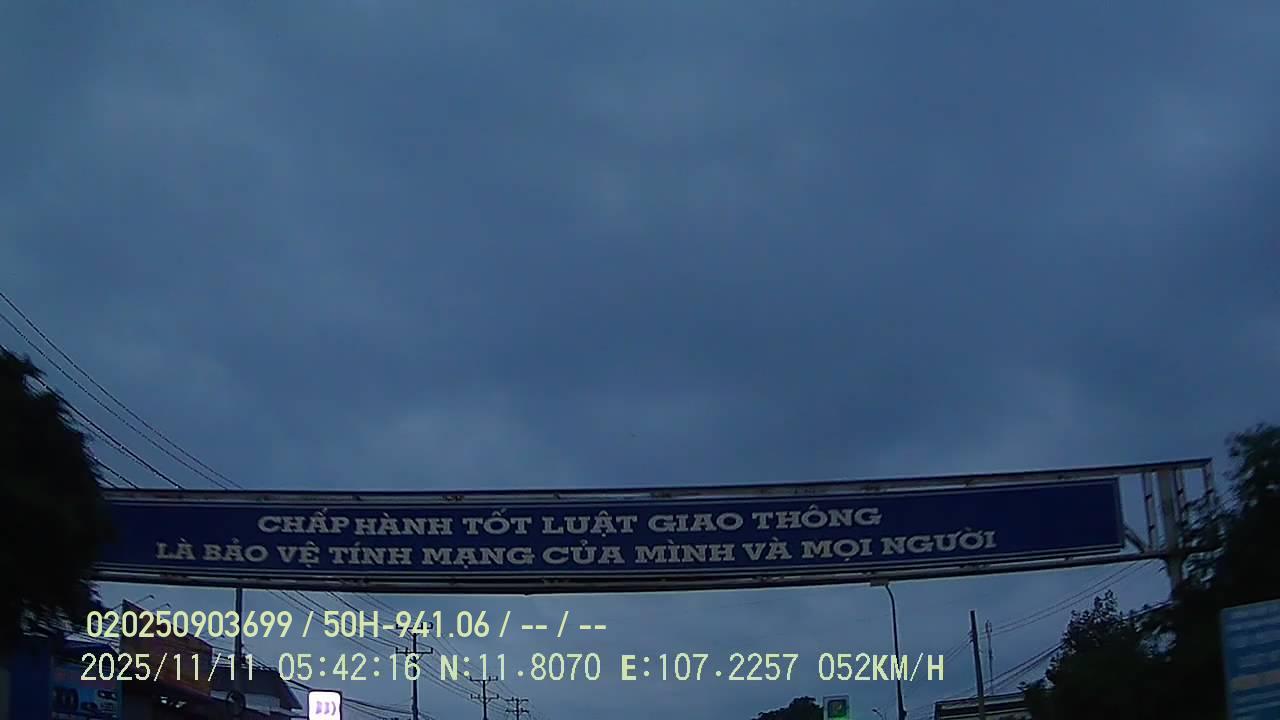 CHẤP HÀNH TỐT LUẬT GIAO THÔNG
LÀ BẢO VỆ TÍNH MẠNG CỦA MÌNH VÀ MỌI NGƯỜI
020250903699 / 50H-941.06 / -- / --
2025/11/11 05:42:16 N:11.8070 E:107.2257 052KM/H